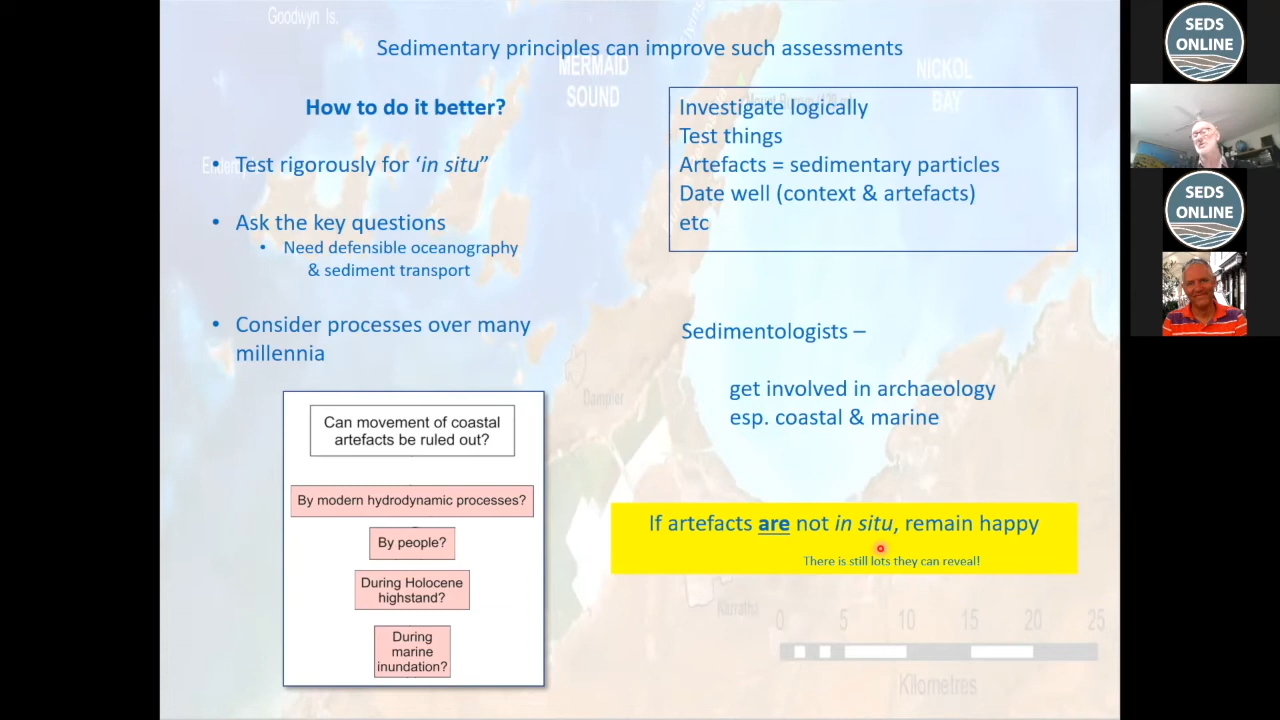 Goodwyn Is.
Sedimentary principles can improve such assessments
MERMAID
SOUND
NICKOL
BAY
How to do it better?
• Test rigorously for ‘in situ”
• Ask the key questions
• Need defensible oceanography
& sediment transport
• Consider processes over many
millennia
Can movement of coastal
artefacts be ruled out?
By modern hydrodynamic processes?
By people?
During Holocene
highstand?
During
marine
inundation?
Investigate logically
Test things
Artefacts = sedimentary particles
Date well (context & artefacts)
etc
Sedimentologists –
get involved in archaeology
esp. coastal & marine
If artefacts are not in situ, remain happy
There is still lots they can reveal!
Dampier
Karratha
0 5 10 15 20 25
Kilometres
SEDS
ONLINE
SEDS
ONLINE